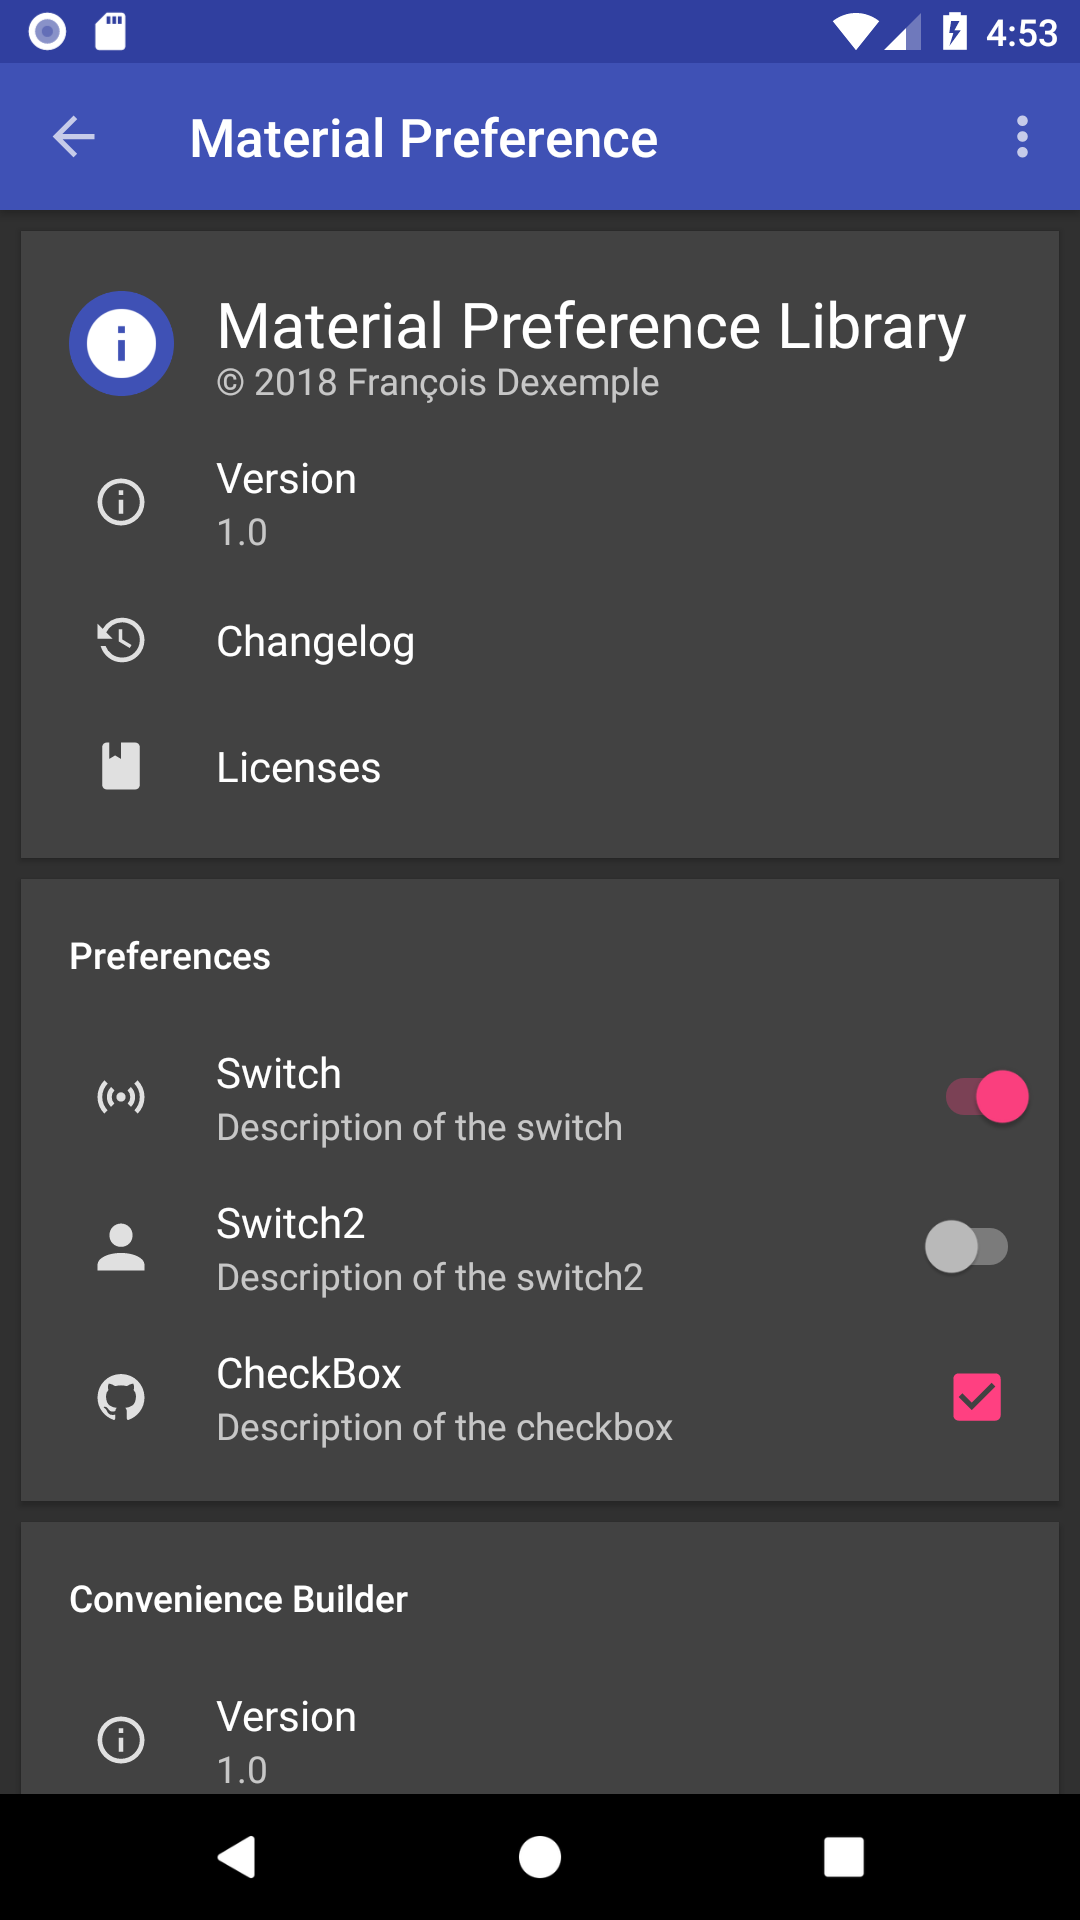 4:53
Material Preference
Material Preference Library
© 2018 François Dexemple
Version
1.0
Changelog
Licenses
Preferences
Switch
Description of the switch
Switch2
Description of the switch2
CheckBox
Description of the checkbox
Convenience Builder
Version
1.0